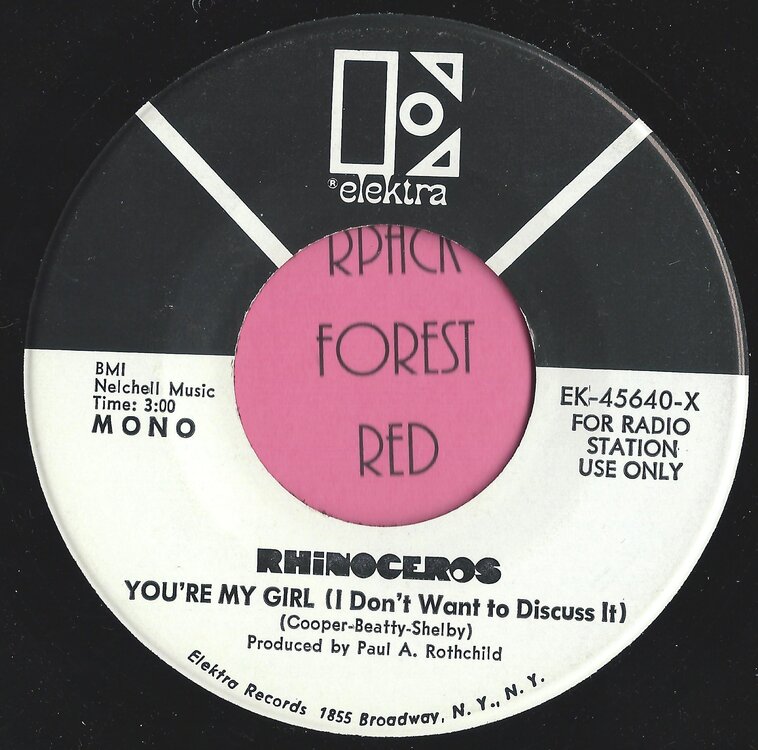 ® elektra
RPACK
FOREST
RED
BMI
Nelchell Music
Time: 3:00
MONO
EK-45640-X
FOR RADIO
STATION
USE ONLY
RHiNOCEROS
YOU'RE MY GIRL (I Don't Want to Discuss It)
(Cooper-Beatty-Shelby)
Produced by Paul A. Rothchild
Elektra Records 1855 Broadway, N. Y., N. Y.